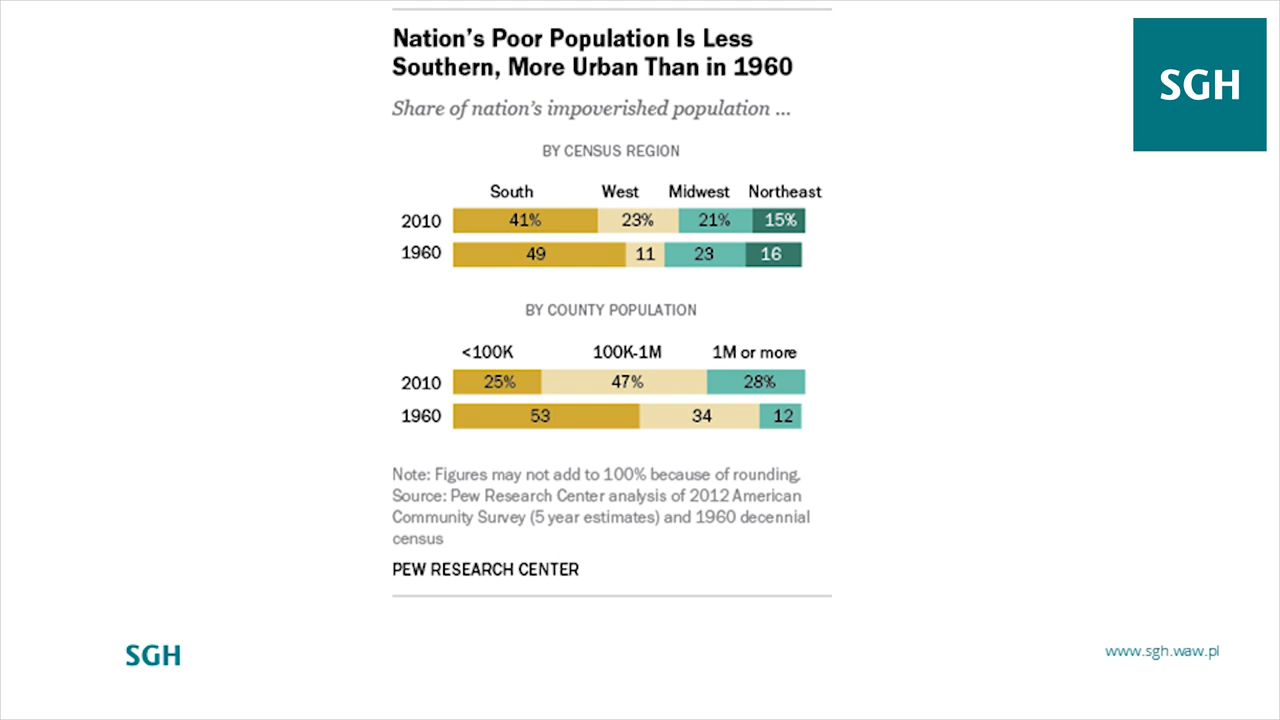 Nation's Poor Population Is Less
Southern, More Urban Than in 1960
SGH
Share of nation's impoverished population ...
BY CENSUS REGION
South West Midwest Northeast
2010 41% 23% 21% 15%
1960 49 11 23 16
BY COUNTY POPULATION
<100K 100K-1M 1M or more
2010 25% 47% 28%
1960 53 34 12
Note: Figures may not add to 100% because of rounding.
Source: Pew Research Center analysis of 2012 American
Community Survey (5 year estimates) and 1960 decennial
census
PEW RESEARCH CENTER
SGH
www.sgh.waw.pl